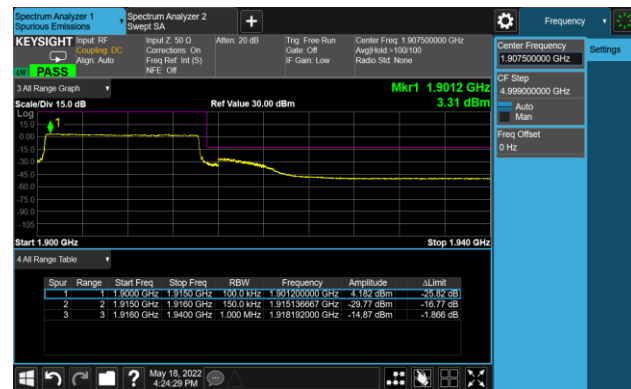 Spectrum Analyzer 1
Spurious Emissions
Spectrum Analyzer 2
Swept SA
Frequency
KEYSIGHT
Input: RF
Coupling: DC
Align: Auto
Input Z: 50 Ω
Corrections: On
Freq Ref: Int (S)
NFE: Off
Atten: 20 dB
Trig: Free Run
Gate: Off
IF Gain: Low
Center Freq: 1.907500000 GHz
Avg|Hold:>100/100
Radio Std: None
PASS
Center Frequency
1.907500000 GHz
Settings
CF Step
4.999000000 GHz
Auto
Man
Freq Offset
0 Hz
3 All Range Graph
Mkr1 1.9012 GHz
3.31 dBm
Scale/Div 15.0 dB
Ref Value 30.00 dBm
Log
15.0
0.00
-15.0
-30.0
-45.0
-60.0
-75.0
-90.0
-105
1
Start 1.900 GHz
Stop 1.940 GHz
4 All Range Table
Spur Range Start Freq Stop Freq RBW Frequency Amplitude ΔLimit
1 1 1.9000 GHz 1.9150 GHz 100.0 kHz 1.901200000 GHz 4.182 dBm -25.82 dB
2 2 1.9150 GHz 1.9160 GHz 150.0 kHz 1.915136667 GHz -29.77 dBm -16.77 dB
3 3 1.9160 GHz 1.9400 GHz 1.000 MHz 1.918192000 GHz -14.87 dBm -1.866 dB
May 18, 2022
4:24:29 PM